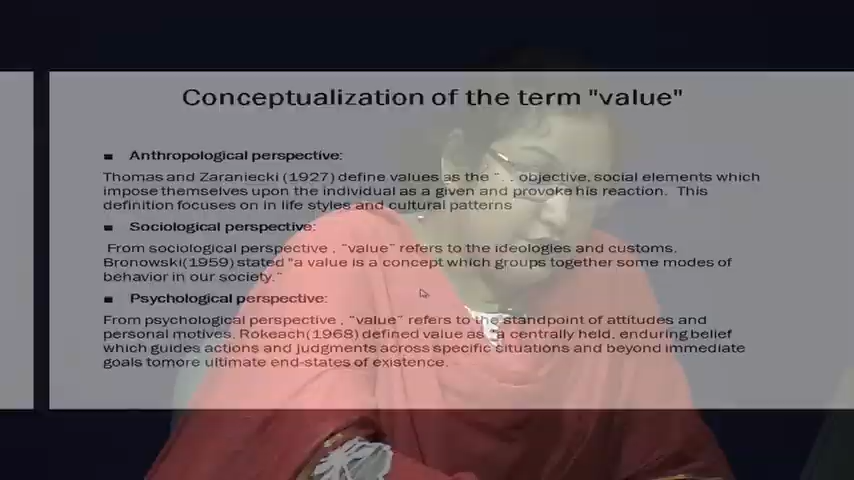 Conceptualization of the term "value"
■ Anthropological perspective:
Thomas and Zaraniecki (1927) define values as the ". . objective, social elements which
impose themselves upon the individual as a given and provoke his reaction. This
definition focuses on in life styles and cultural patterns
■ Sociological perspective:
From sociological perspective , "value" refers to the ideologies and customs.
Bronowski(1959) stated "a value is a concept which groups together some modes of
behavior in our society."
■ Psychological perspective:
From psychological perspective , "value" refers to the standpoint of attitudes and
personal motives. Rokeach(1968) defined value as "a centrally held, enduring belief
which guides actions and judgments across specific situations and beyond immediate
goals tomore ultimate end-states of existence.